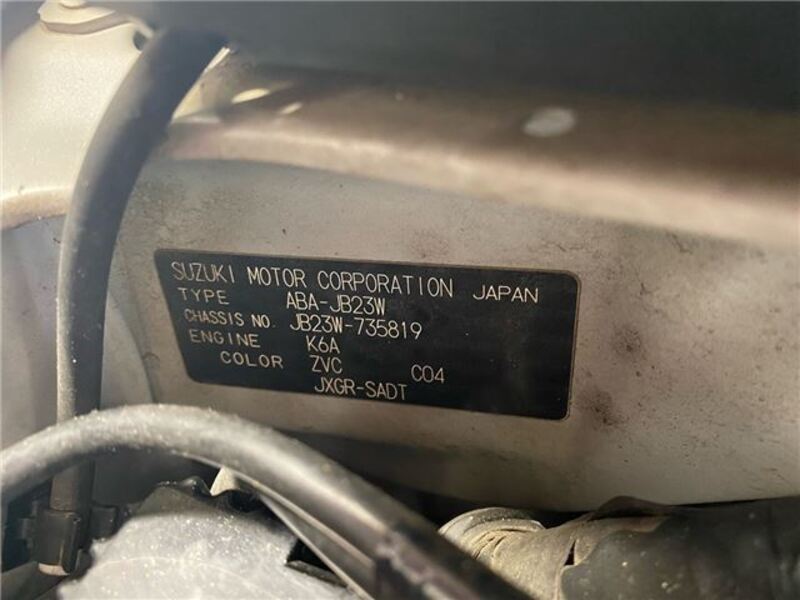 SUZUKI MOTOR CORPORATION JAPAN
TYPE ABA-JB23W
CHASSIS NO. JB23W-735819
ENGINE K6A
COLOR ZVC C04
JXGR-SADT